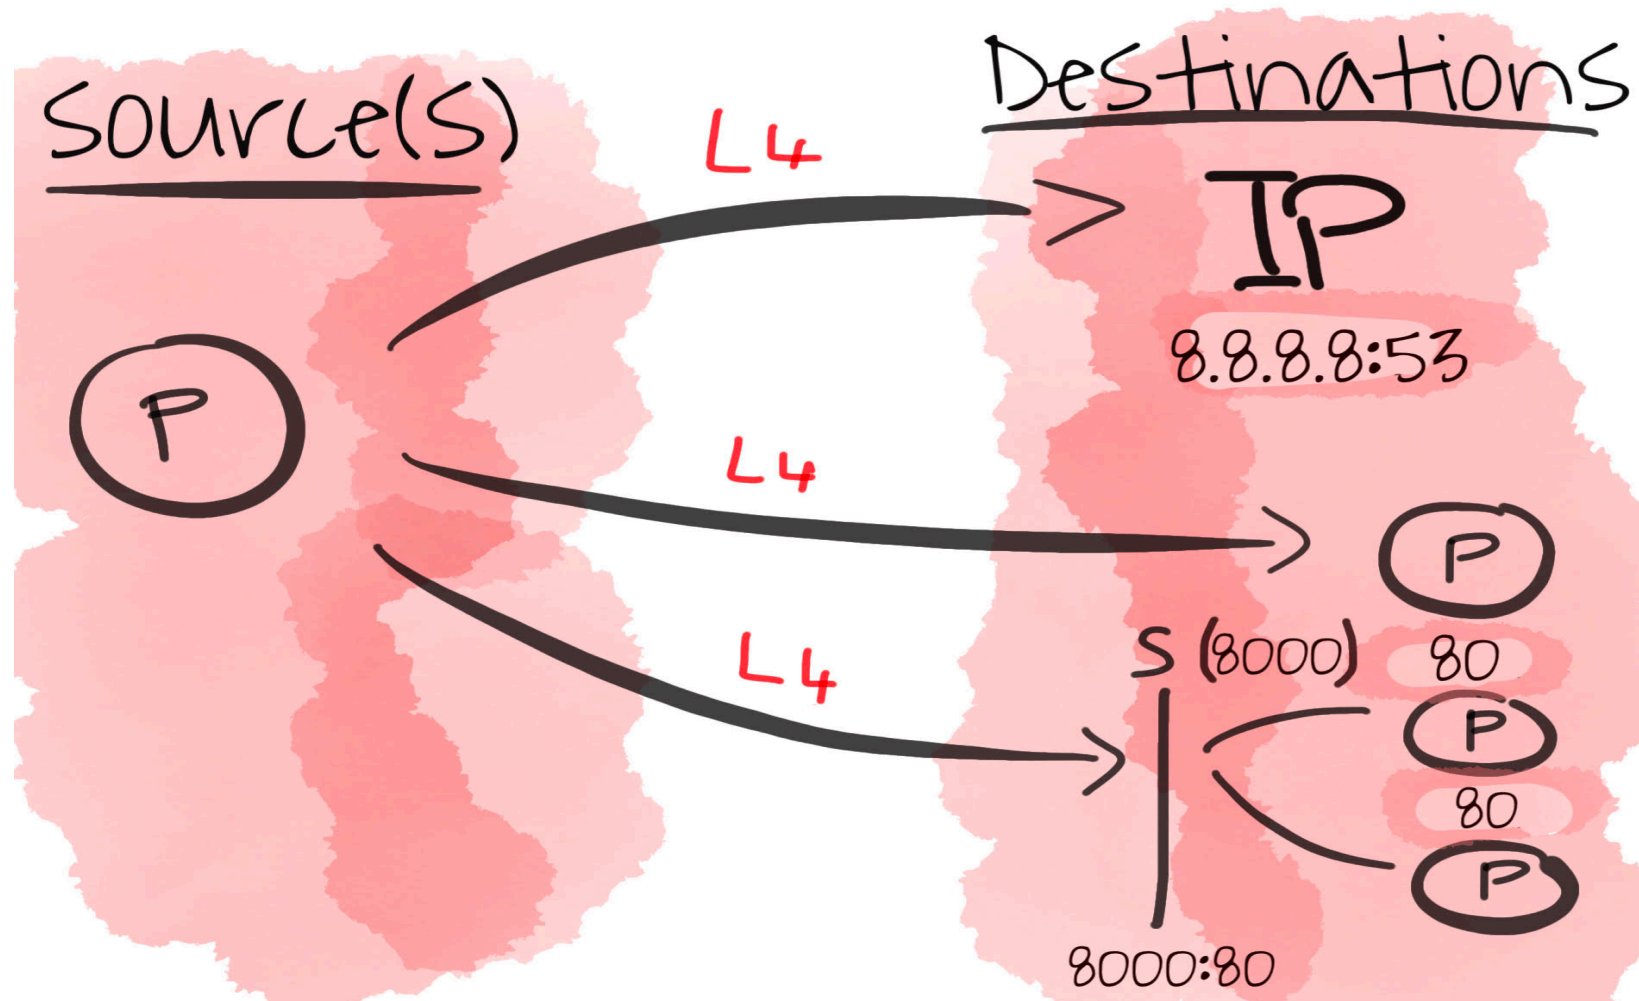 Source(s)
Destinations
L4
IP
8.8.8.8:53
P
L4
P
L4
S (8000)
80
P
80
P
8000:80